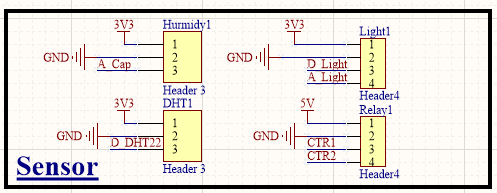 3V3 Hurmidy1
1
GND 2
A_Cap 3
Header 3
3V3 Light1
1
GND 2
D_Light 3
A_Light 4
Header4
3V3 DHT1
1
GND 2
D_DHT22 3
Header 3
5V Relay1
1
GND 2
CTR1 3
CTR2 4
Header4
Sensor